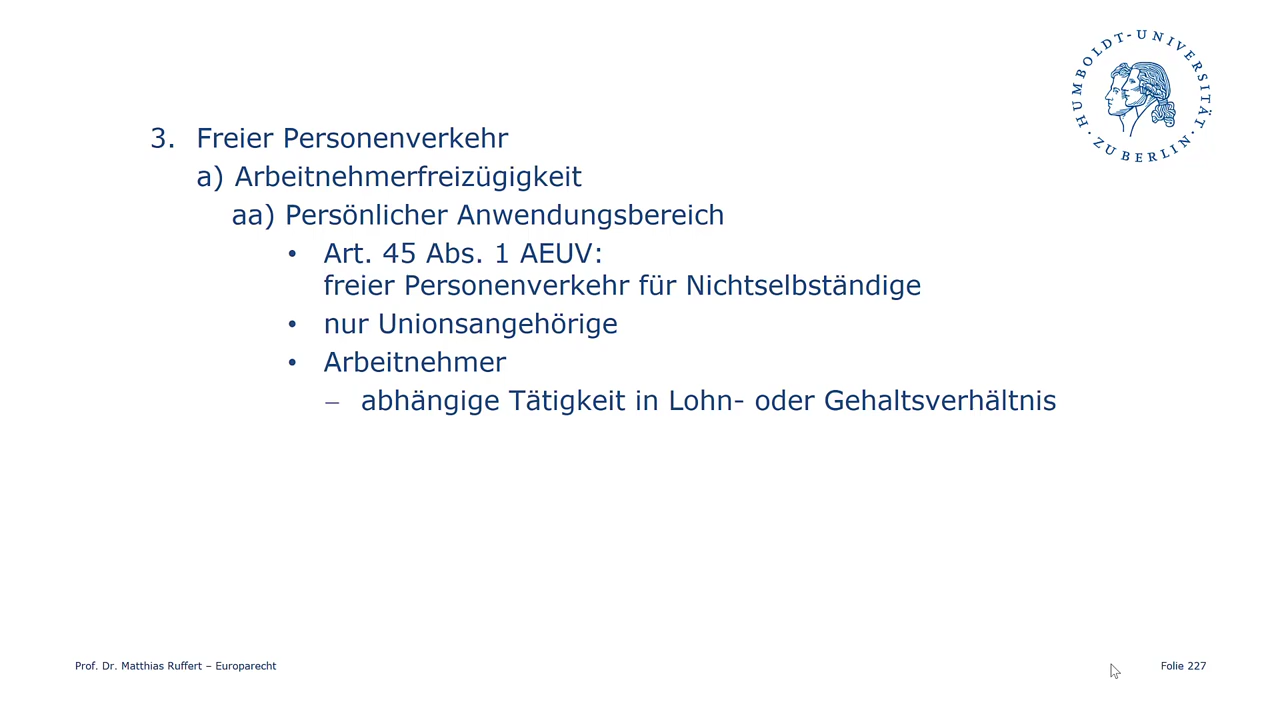 HUMBOLDT-UNIVERSITÄT · ZU BERLIN ·
3. Freier Personenverkehr
a) Arbeitnehmerfreizügigkeit
aa) Persönlicher Anwendungsbereich
• Art. 45 Abs. 1 AEUV:
freier Personenverkehr für Nichtselbständige
• nur Unionsangehörige
• Arbeitnehmer
– abhängige Tätigkeit in Lohn- oder Gehaltsverhältnis
Prof. Dr. Matthias Ruffert – Europarecht
Folie 227